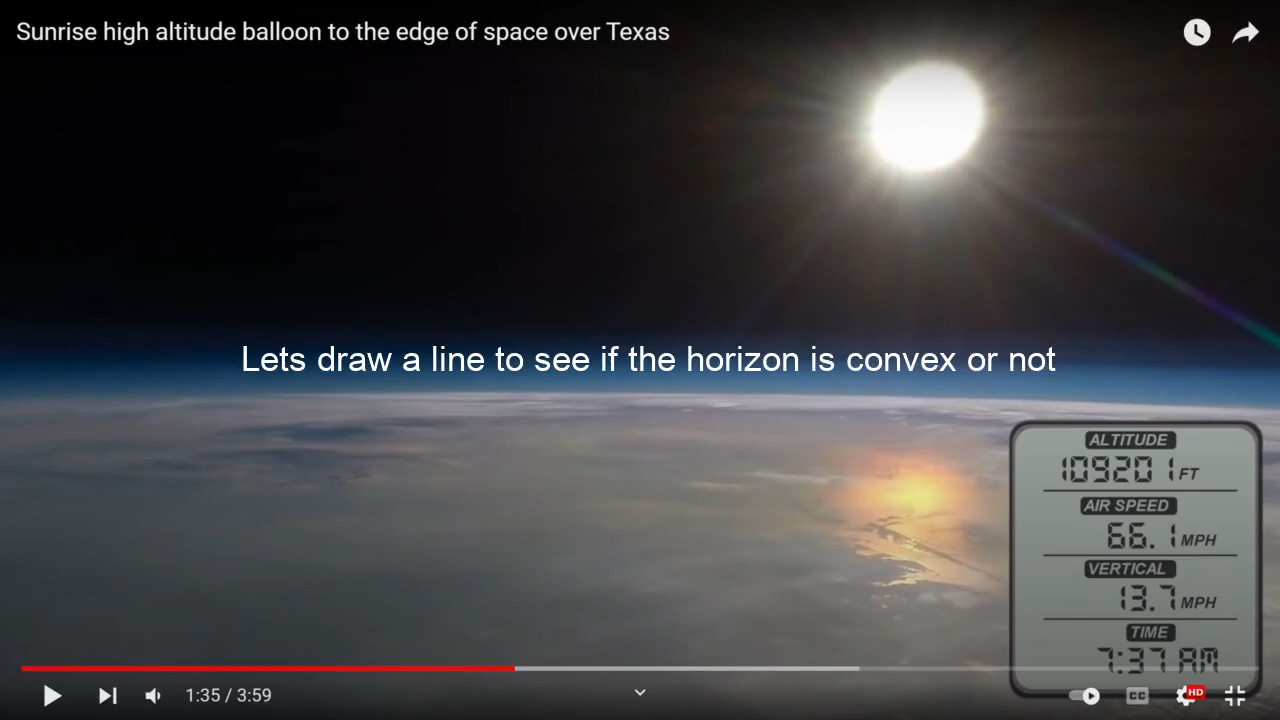 Sunrise high altitude balloon to the edge of space over Texas
Lets draw a line to see if the horizon is convex or not
ALTITUDE
109201 FT
AIR SPEED
66.1 MPH
VERTICAL
13.7 MPH
TIME
7:37 AM
1:35 / 3:59
CC
HD